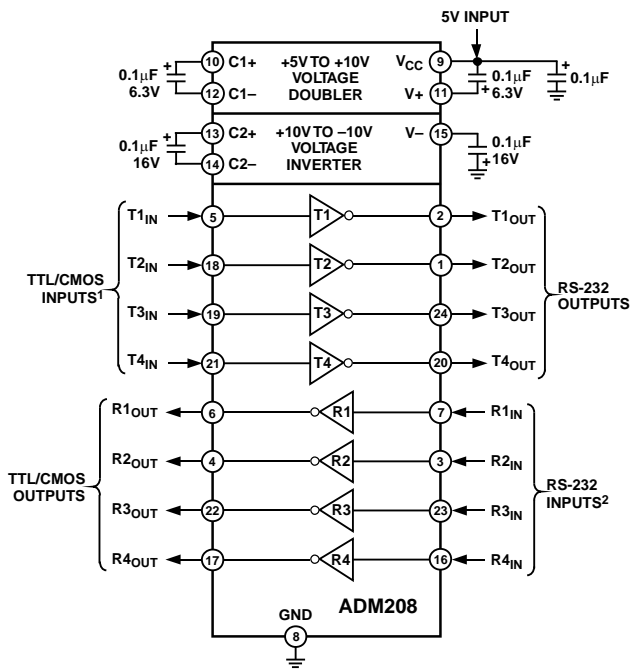 5V INPUT
10 C1+ +5V TO +10V VOLTAGE DOUBLER VCC 9
0.1µF 6.3V
12 C1– V+ 11
0.1µF 6.3V
0.1µF
13 C2+ +10V TO –10V VOLTAGE INVERTER V– 15
0.1µF 16V
14 C2–
0.1µF 16V
TTL/CMOS INPUTS1
T1IN 5 T1 2 T1OUT
T2IN 18 T2 1 T2OUT
T3IN 19 T3 24 T3OUT
T4IN 21 T4 20 T4OUT
RS-232 OUTPUTS
TTL/CMOS OUTPUTS
R1OUT 6 R1 7 R1IN
R2OUT 4 R2 3 R2IN
R3OUT 22 R3 23 R3IN
R4OUT 17 R4 16 R4IN
RS-232 INPUTS2
GND
8
ADM208